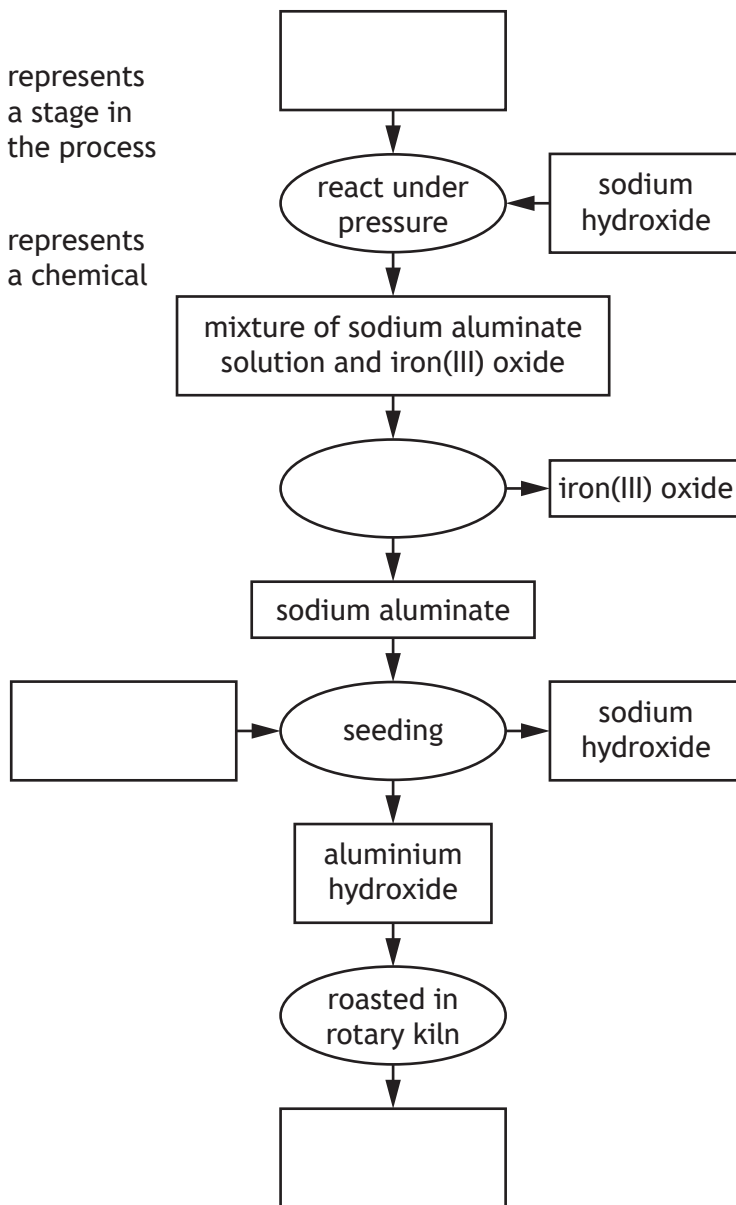 represents
a stage in
the process
represents
a chemical
react under
pressure
sodium
hydroxide
mixture of sodium aluminate
solution and iron(III) oxide
iron(III) oxide
sodium aluminate
seeding
sodium
hydroxide
aluminium
hydroxide
roasted in
rotary kiln